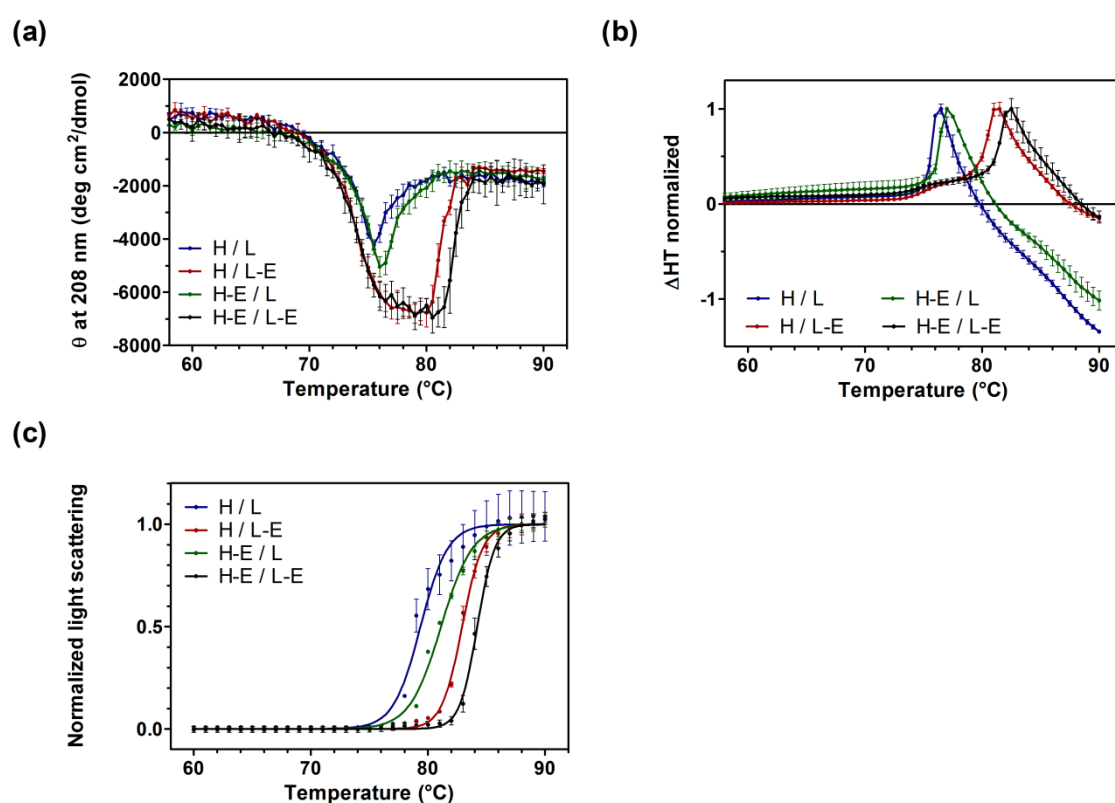 (a)
θ at 208 nm (deg cm²/dmol)
2000
0
-2000
-4000
-6000
-8000
H / L
H / L-E
H-E / L
H-E / L-E
60
70
80
90
Temperature (°C)
(b)
ΔHT normalized
1
0
-1
H / L
H-E / L
H / L-E
H-E / L-E
60
70
80
90
Temperature (°C)
(c)
Normalized light scattering
1.0
0.5
0.0
H / L
H / L-E
H-E / L
H-E / L-E
60
70
80
90
Temperature (°C)